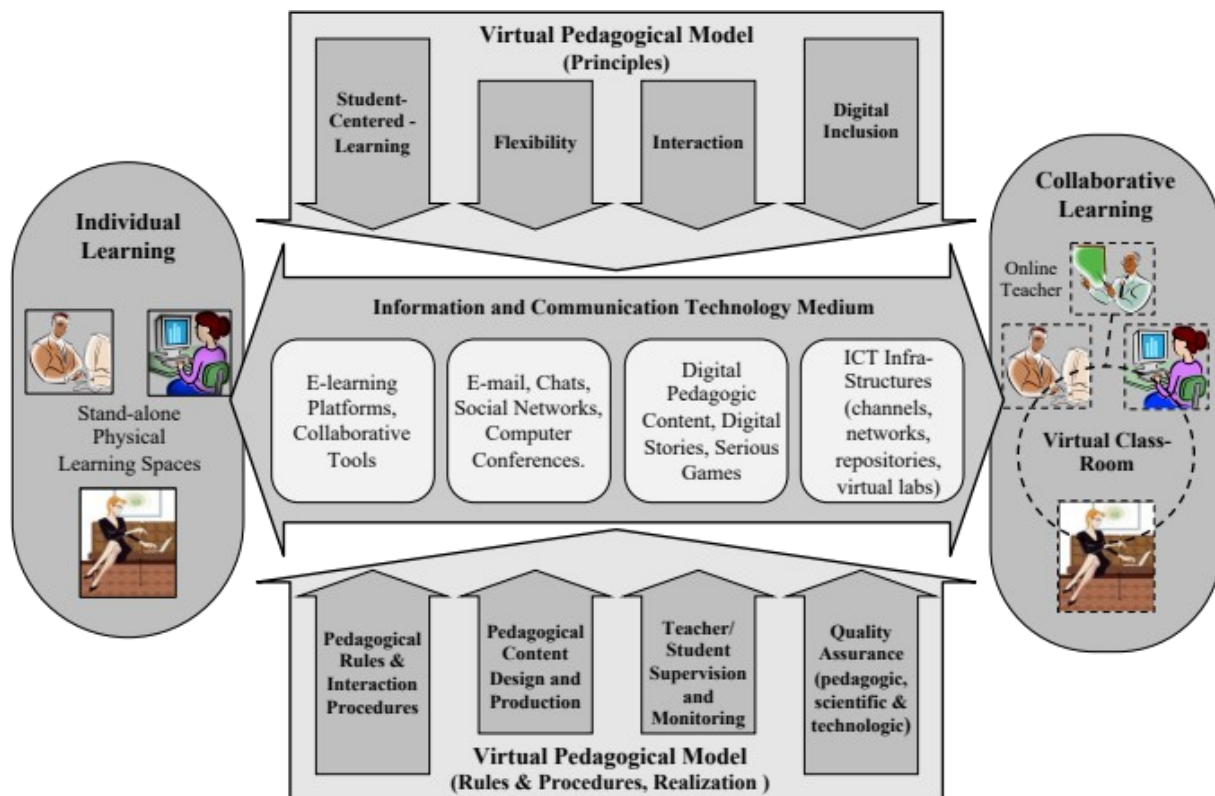 Virtual Pedagogical Model
(Principles)
Student-
Centered -
Learning
Flexibility
Interaction
Digital
Inclusion
Individual
Learning
Stand-alone
Physical
Learning Spaces
Information and Communication Technology Medium
E-learning
Platforms,
Collaborative
Tools
E-mail, Chats,
Social Networks,
Computer
Conferences.
Digital
Pedagogic
Content, Digital
Stories, Serious
Games
ICT Infra-
Structures
(channels,
networks,
repositories,
virtual labs)
Collaborative
Learning
Online
Teacher
Virtual Class-
Room
Pedagogical
Rules &
Interaction
Procedures
Pedagogical
Content
Design and
Production
Teacher/
Student
Supervision
and
Monitoring
Quality
Assurance
(pedagogic,
scientific &
technologic)
Virtual Pedagogical Model
(Rules & Procedures, Realization )